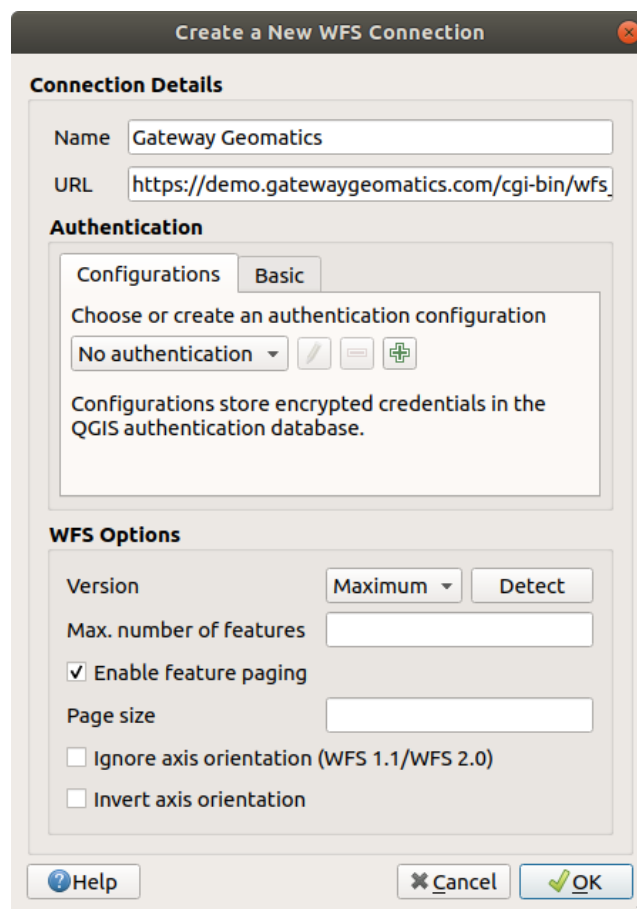 Create a New WFS Connection
Connection Details
Name Gateway Geomatics
URL https://demo.gatewaygeomatics.com/cgi-bin/wfs_
Authentication
Configurations Basic
Choose or create an authentication configuration
No authentication
Configurations store encrypted credentials in the
QGIS authentication database.
WFS Options
Version Maximum Detect
Max. number of features
Enable feature paging
Page size
Ignore axis orientation (WFS 1.1/WFS 2.0)
Invert axis orientation
Help Cancel OK